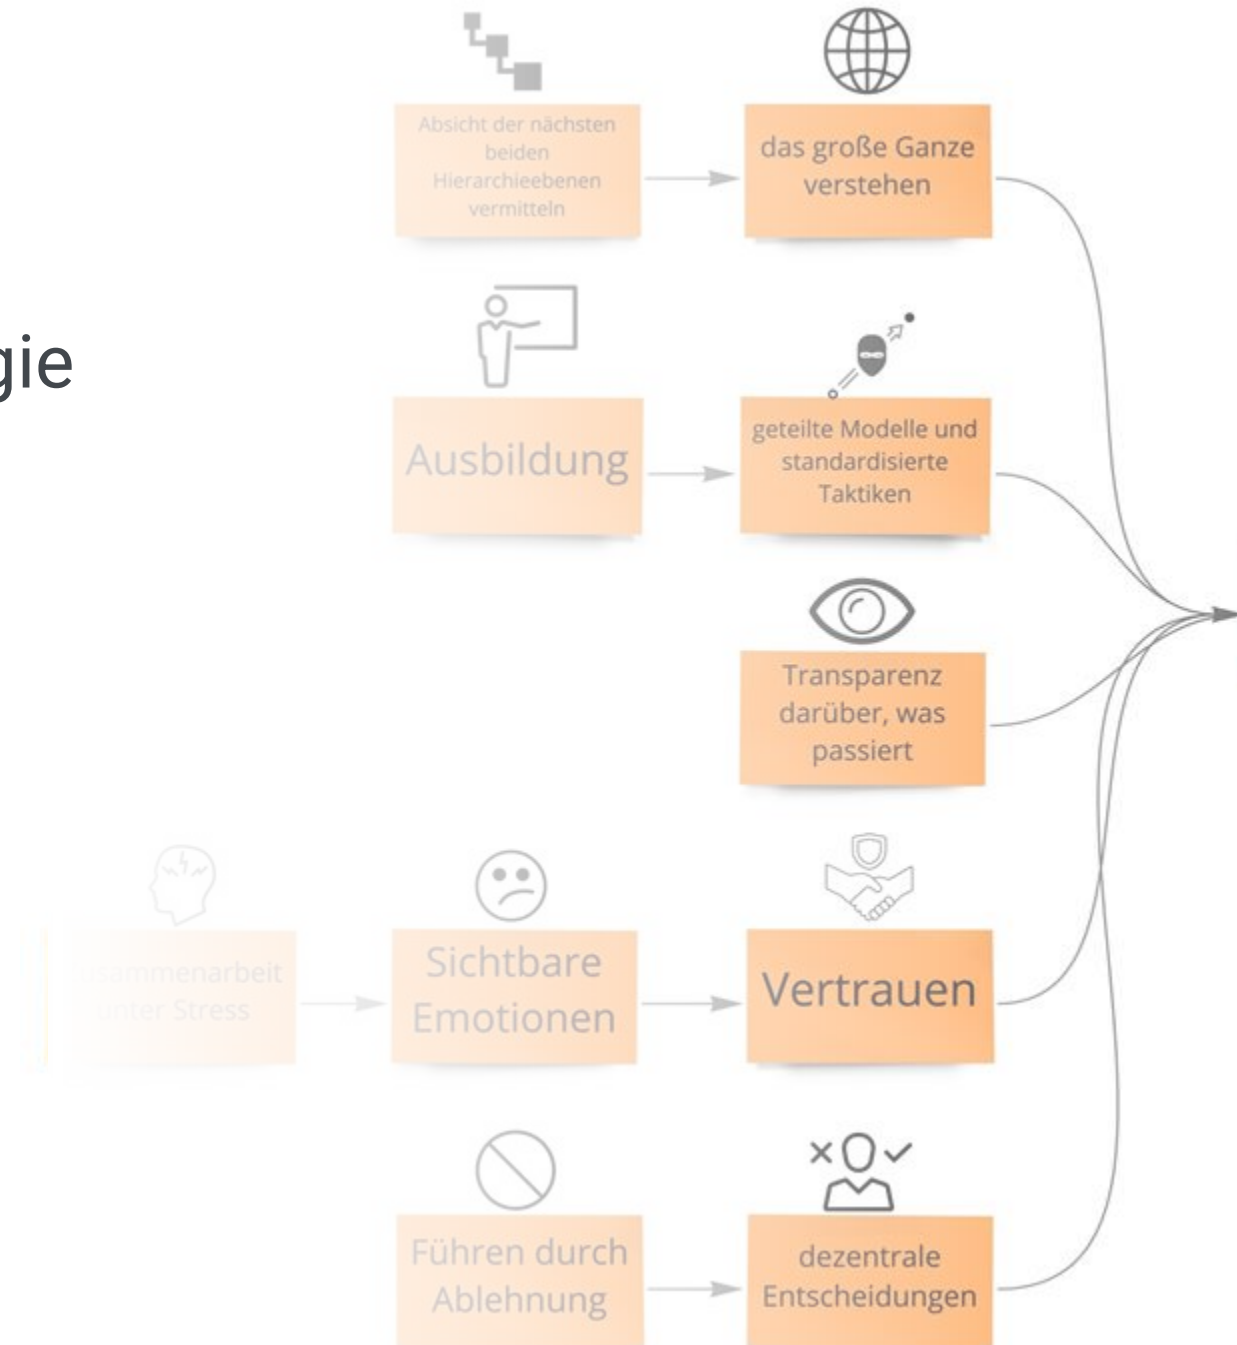 Absicht der nächsten
beiden
Hierarchieebenen
vermitteln
das große Ganze
verstehen
gie
Ausbildung
geteilte Modelle und
standardisierte
Taktiken
Transparenz
darüber, was
passiert
unter Stress
Sichtbare
Emotionen
Vertrauen
Führen durch
Ablehnung
dezentrale
Entscheidungen